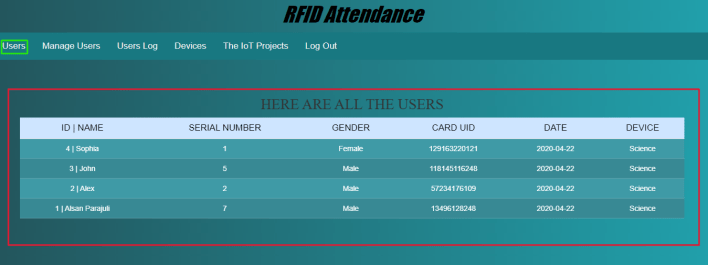 RFID Attendance
Users Manage Users Users Log Devices The IoT Projects Log Out
HERE ARE ALL THE USERS
ID | NAME SERIAL NUMBER GENDER CARD UID DATE DEVICE
4 | Sophia 1 Female 129163220121 2020-04-22 Science
3 | John 5 Male 118145116248 2020-04-22 Science
2 | Alex 2 Male 57234176109 2020-04-22 Science
1 | Alsan Parajuli 7 Male 13496128248 2020-04-22 Science